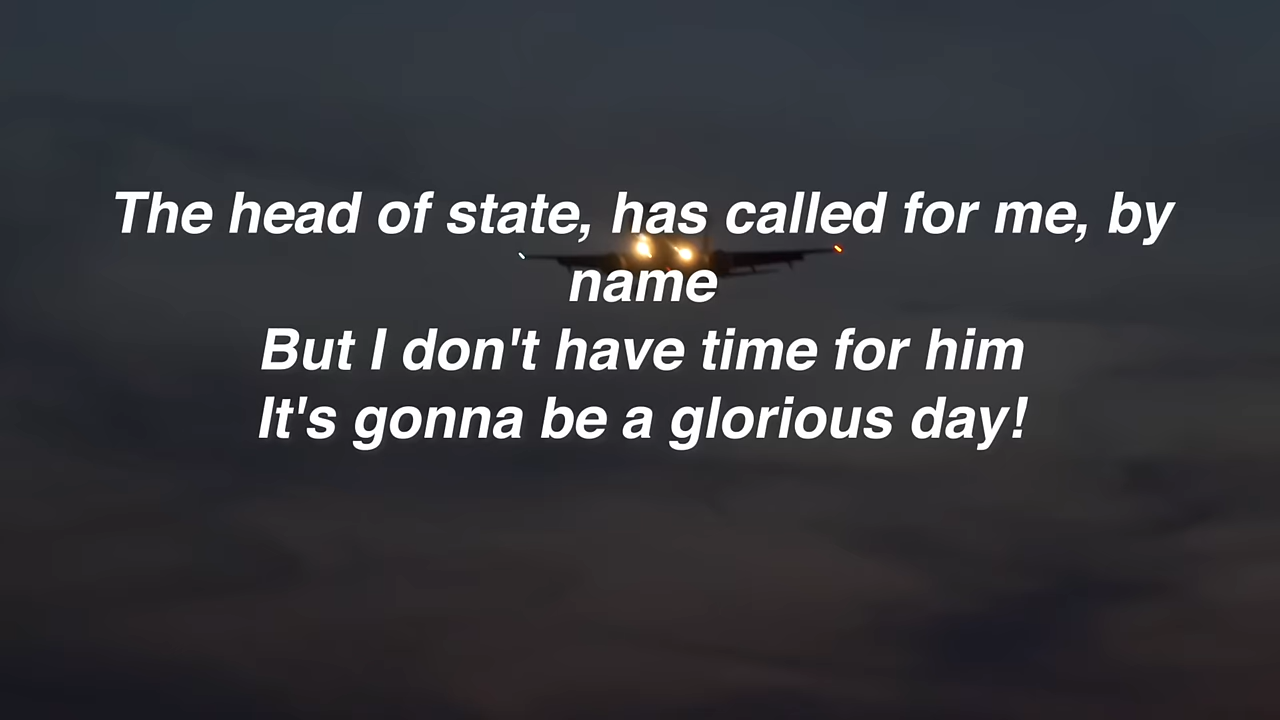 The head of state, has called for me, by
name
But I don't have time for him
It's gonna be a glorious day!